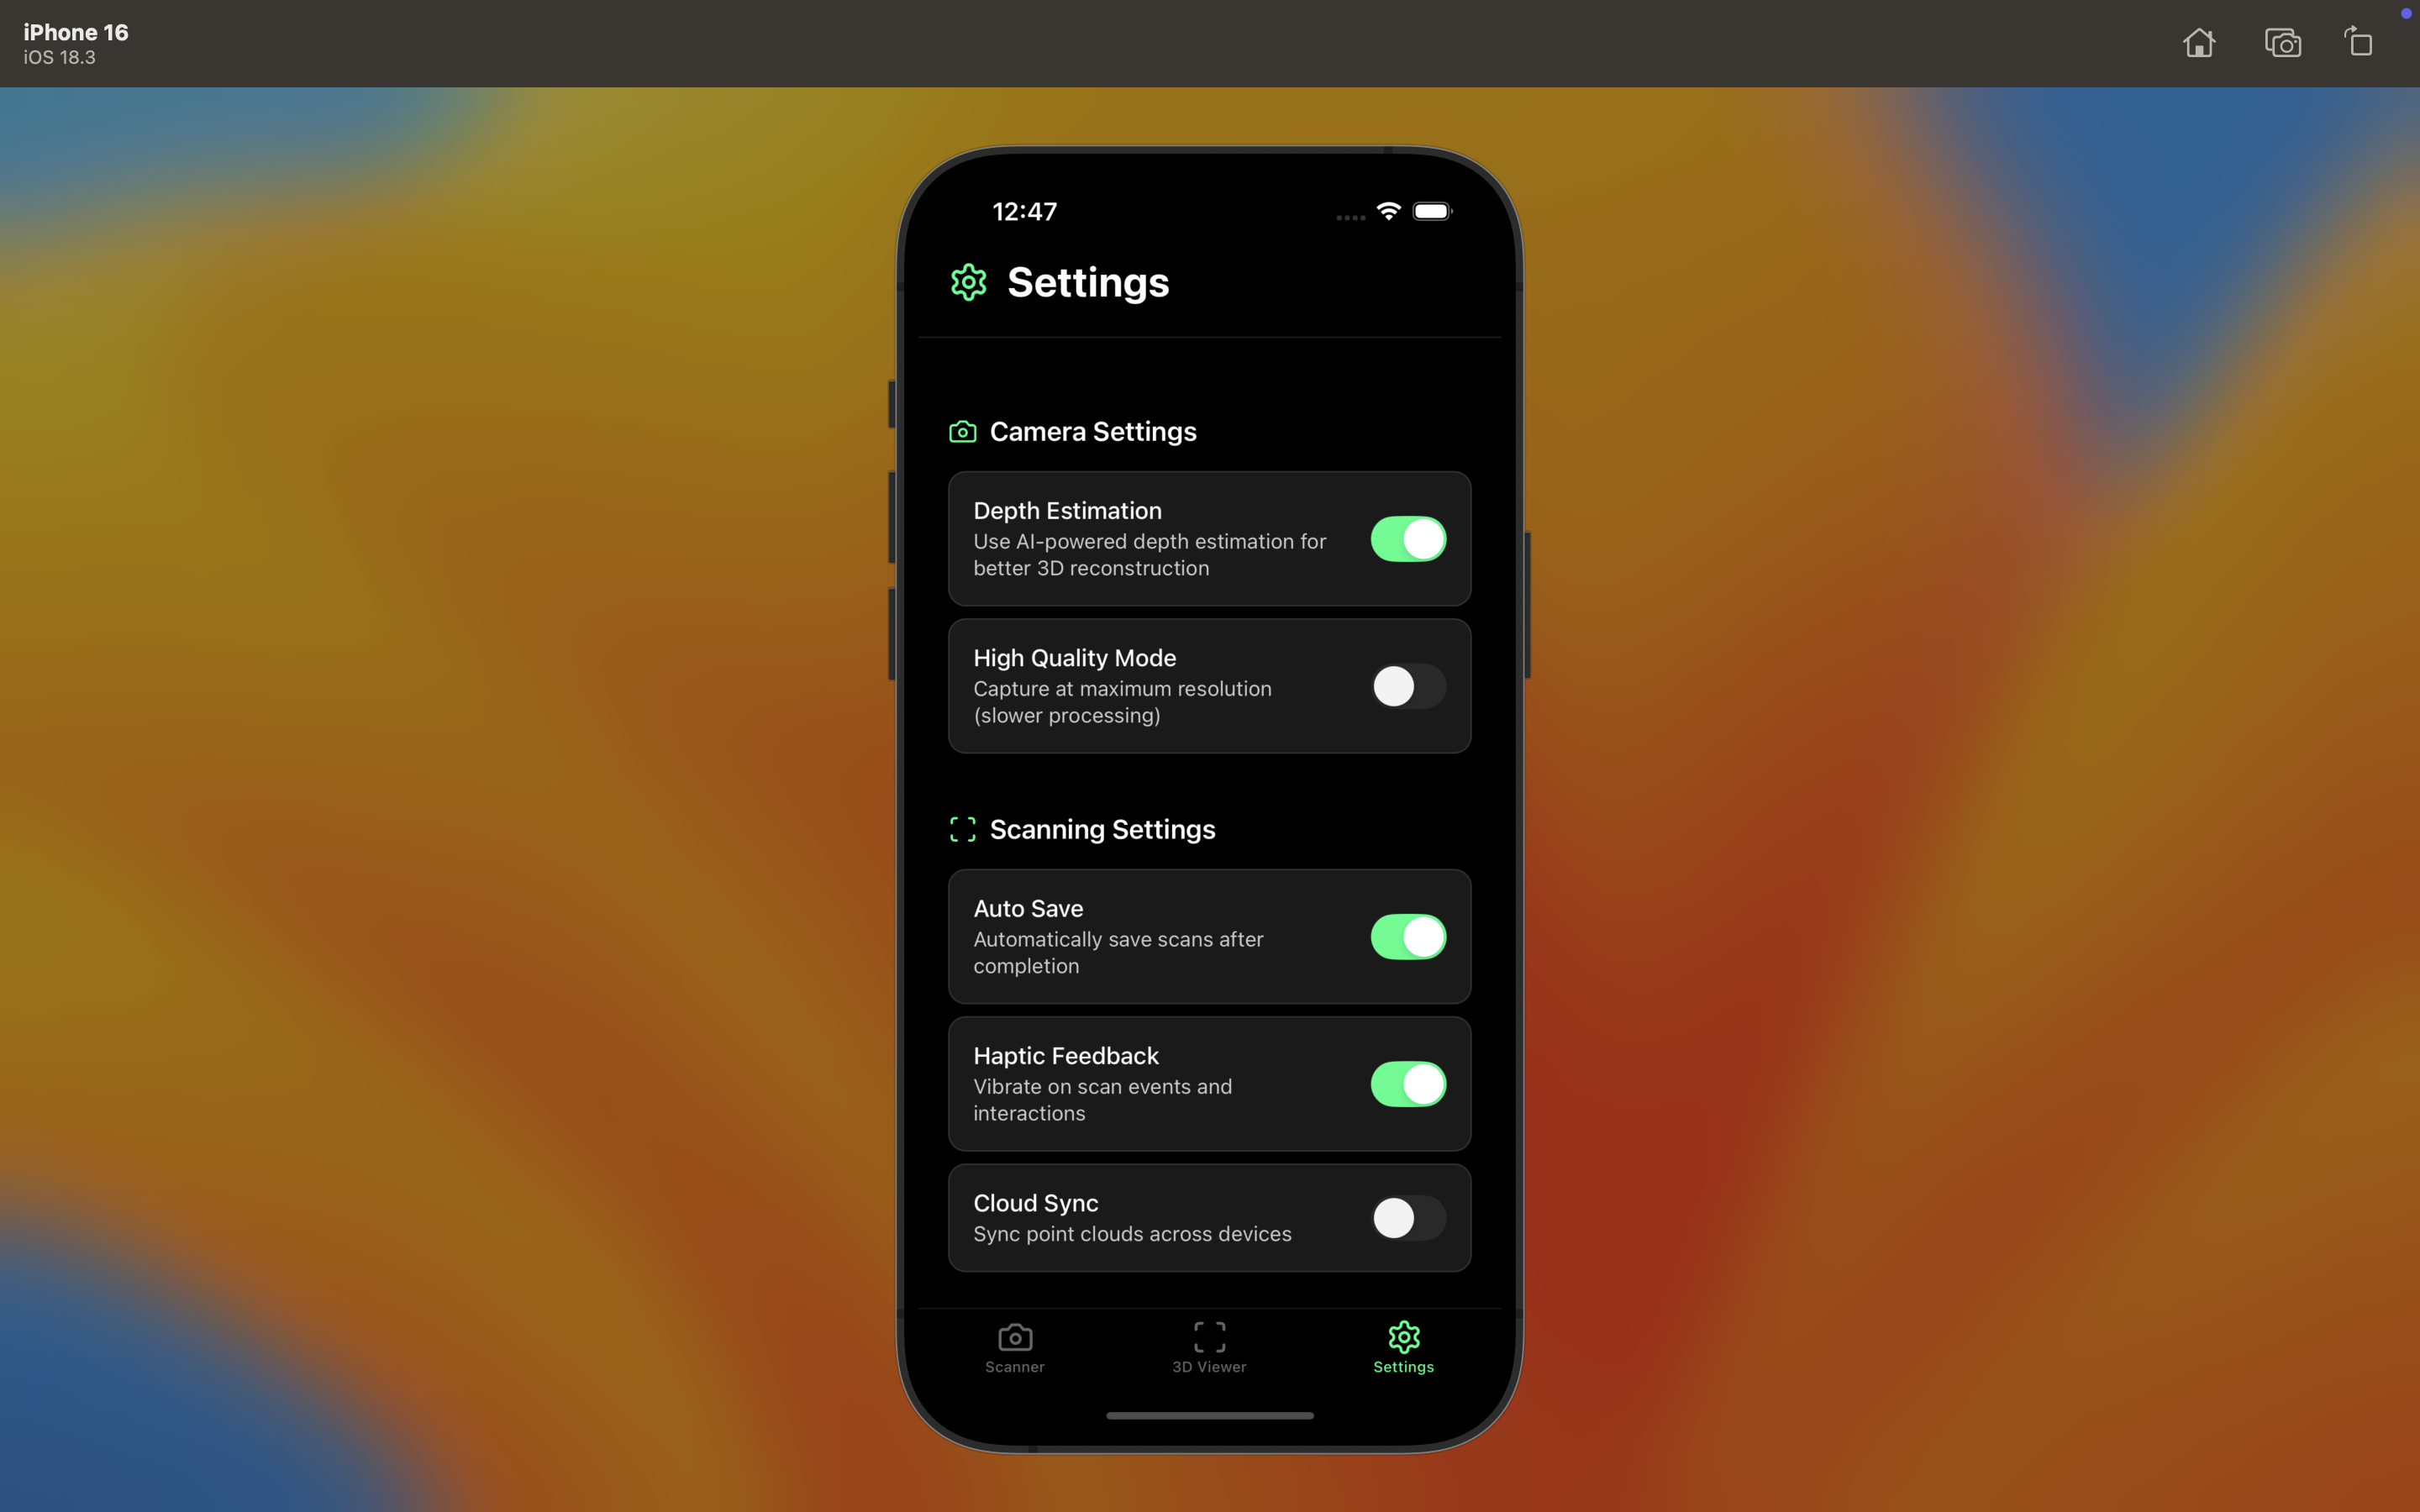 iPhone 16
iOS 18.3
12:47
Settings
Camera Settings
Depth Estimation
Use AI-powered depth estimation for
better 3D reconstruction
High Quality Mode
Capture at maximum resolution
(slower processing)
Scanning Settings
Auto Save
Automatically save scans after
completion
Haptic Feedback
Vibrate on scan events and
interactions
Cloud Sync
Sync point clouds across devices
Scanner
3D Viewer
Settings